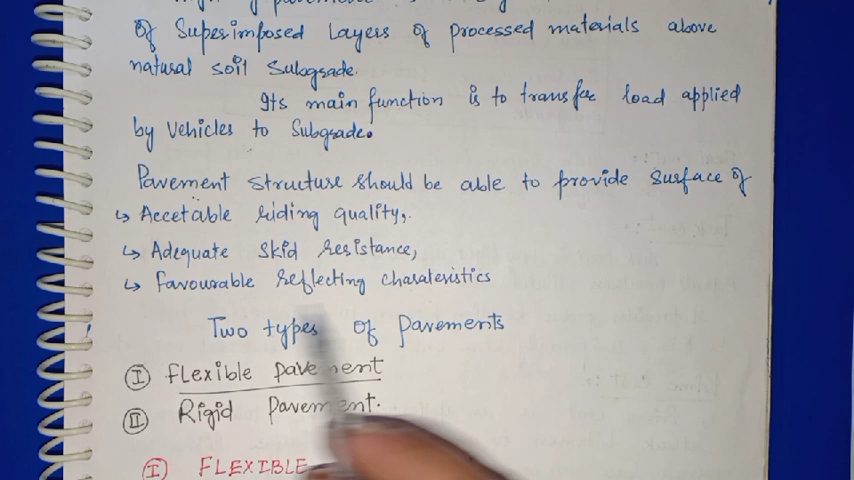 of Superimposed Layers of processed materials above
natural soil Subgrade.
Its main function is to transfer load applied
by Vehicles to Subgrade.
Pavement structure should be able to provide surface of
↳ Accetable riding quality,.
↳ Adequate skid resistance,
↳ favourable reflecting charateristics
Two types of pavements
I flexible pavement
II Rigid pavement.
I FLEXIBLE